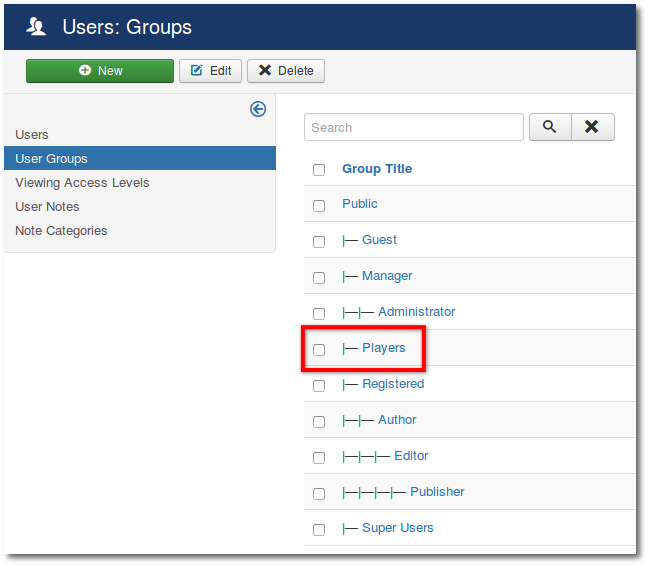 Users: Groups
New Edit Delete
Users
User Groups
Viewing Access Levels
User Notes
Note Categories
Search
Group Title
Public
|— Guest
|— Manager
|—|— Administrator
|— Players
|— Registered
|—|— Author
|—|—|— Editor
|—|—|—|— Publisher
|— Super Users